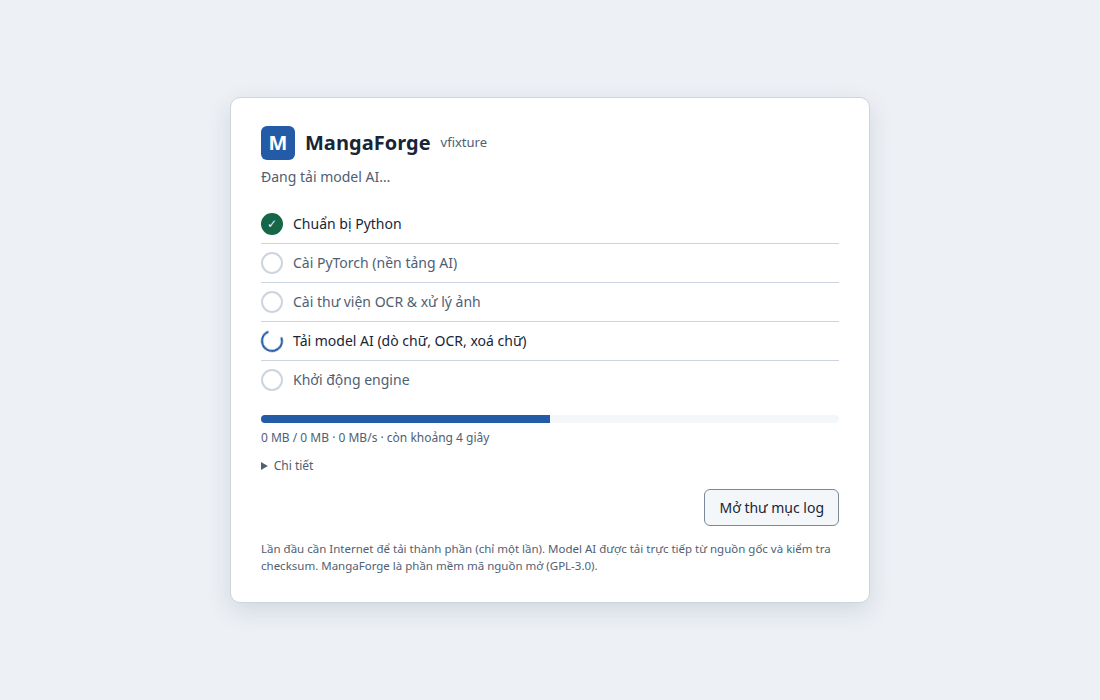 M MangaForge vfixture
Đang tải model AI...
✓ Chuẩn bị Python
Cài PyTorch (nền tảng AI)
Cài thư viện OCR & xử lý ảnh
Tải model AI (dò chữ, OCR, xoá chữ)
Khởi động engine
0 MB / 0 MB · 0 MB/s · còn khoảng 4 giây
▶ Chi tiết
Mở thư mục log
Lần đầu cần Internet để tải thành phần (chỉ một lần). Model AI được tải trực tiếp từ nguồn gốc và kiểm tra
checksum. MangaForge là phần mềm mã nguồn mở (GPL-3.0).